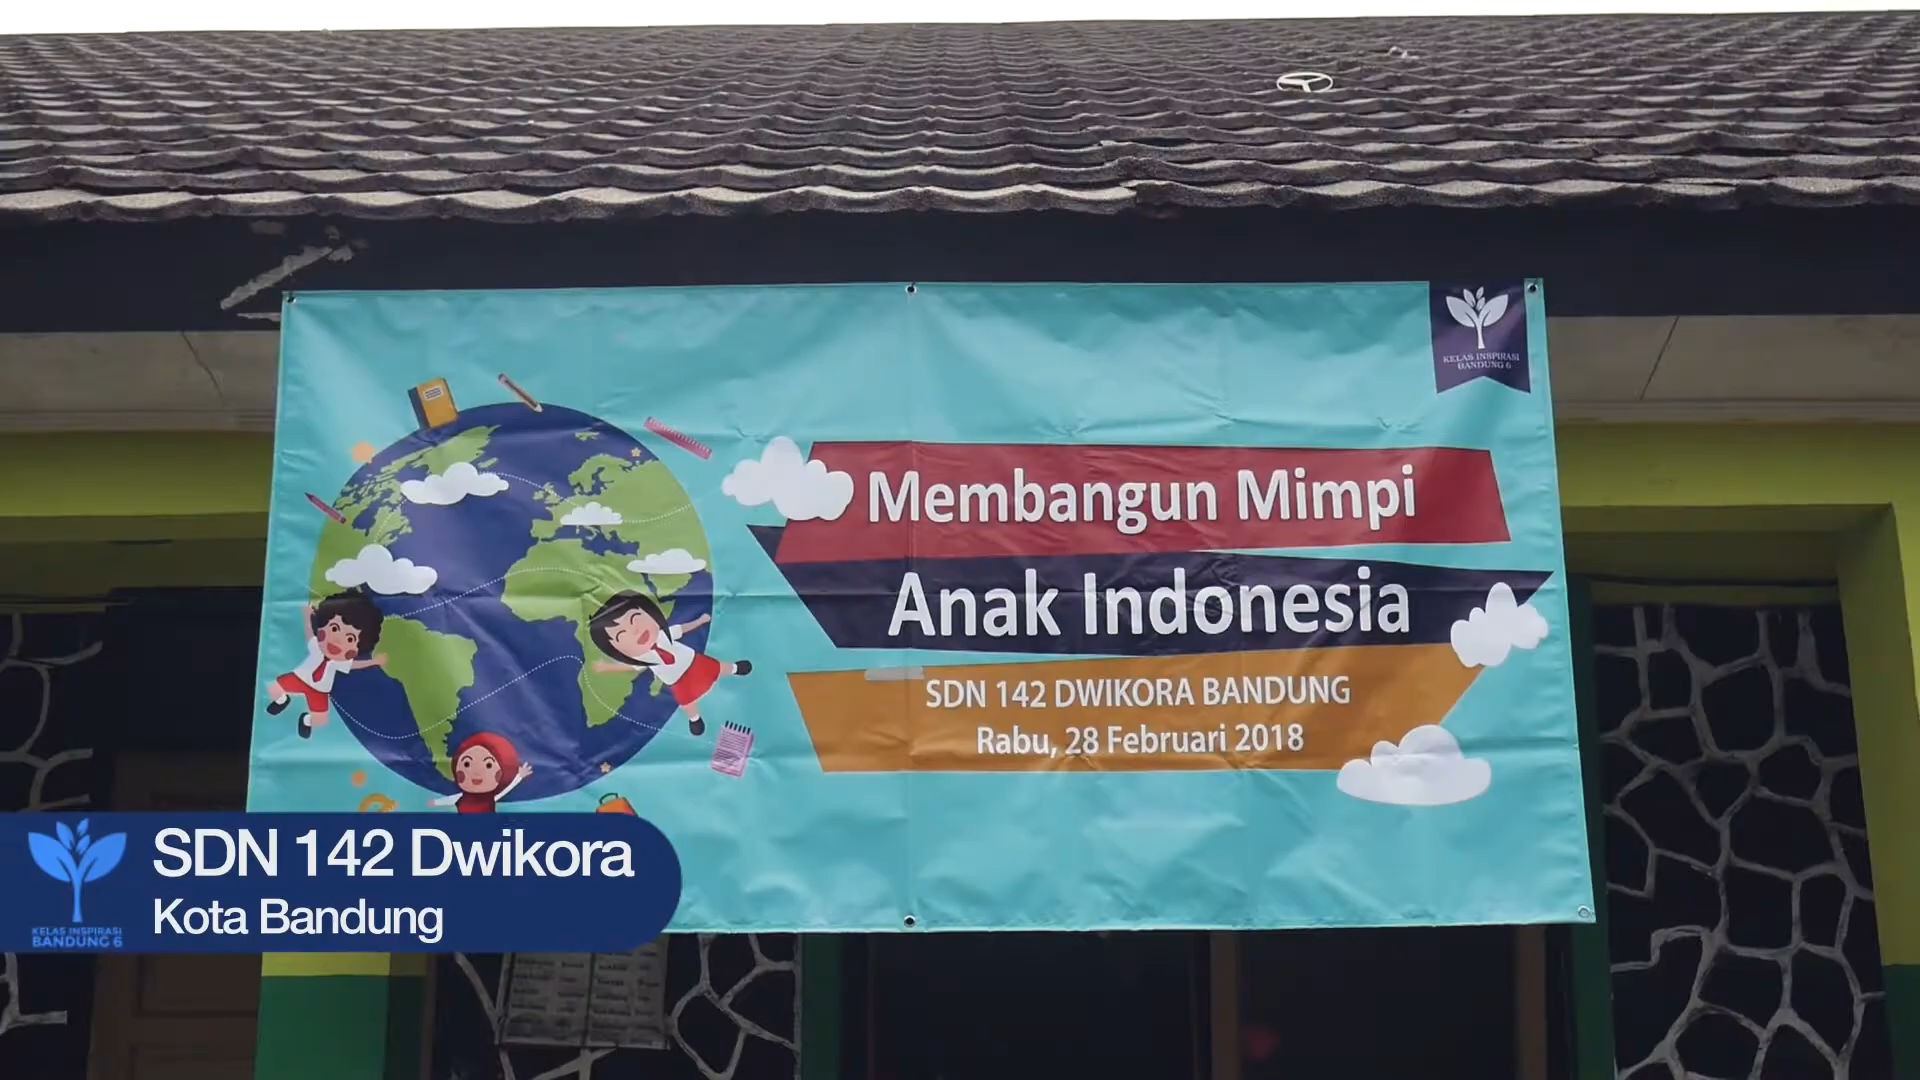 KELAS INSPIRASI
BANDUNG 6
Membangun Mimpi
Anak Indonesia
SDN 142 DWIKORA BANDUNG
Rabu, 28 Februari 2018
SDN 142 Dwikora
Kota Bandung
KELAS INSPIRASI
BANDUNG 6